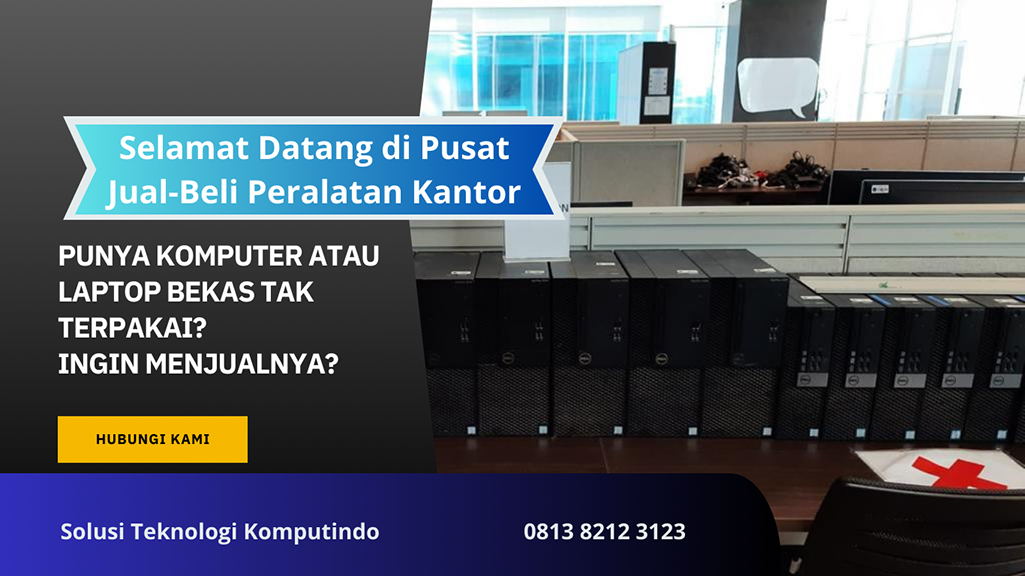 Selamat Datang di Pusat
Jual-Beli Peralatan Kantor
PUNYA KOMPUTER ATAU
LAPTOP BEKAS TAK
TERPAKAI?
INGIN MENJUALNYA?
HUBUNGI KAMI
Solusi Teknologi Komputindo
0813 8212 3123